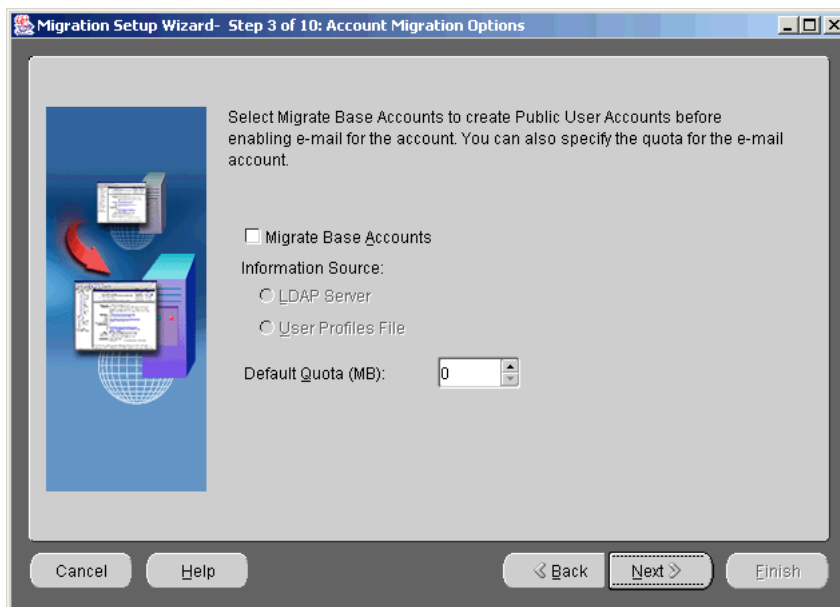 Migration Setup Wizard- Step 3 of 10: Account Migration Options
Select Migrate Base Accounts to create Public User Accounts before
enabling e-mail for the account. You can also specify the quota for the e-mail
account.
Migrate Base Accounts
Information Source:
LDAP Server
User Profiles File
Default Quota (MB):
0
Cancel
Help
Back
Next
Finish